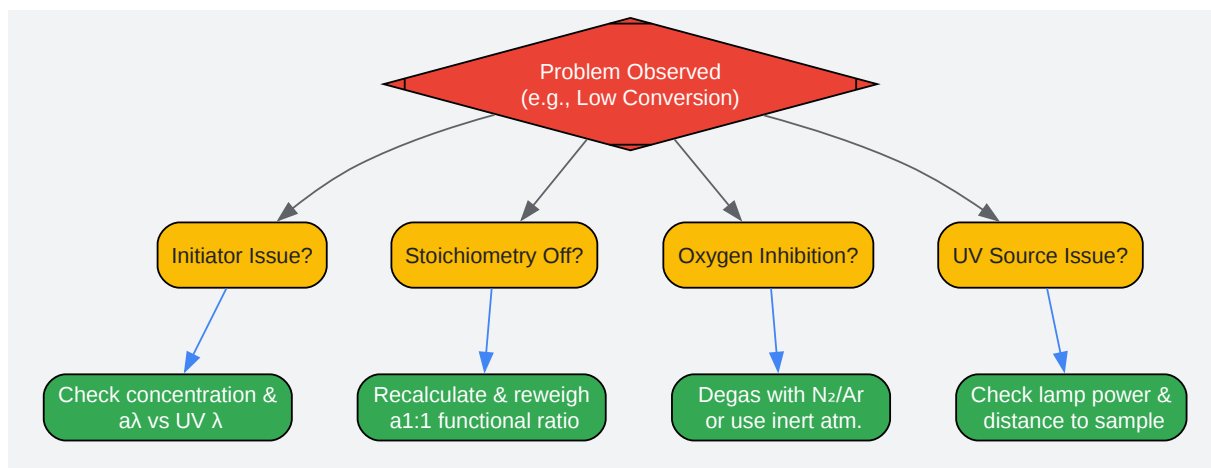 Problem Observed
(e.g., Low Conversion)
Initiator Issue?
Stoichiometry Off?
Oxygen Inhibition?
UV Source Issue?
Check concentration &
aλ vs UV λ
Recalculate & reweigh
a1:1 functional ratio
Degas with N₂/Ar
or use inert atm.
Check lamp power &
distance to sample